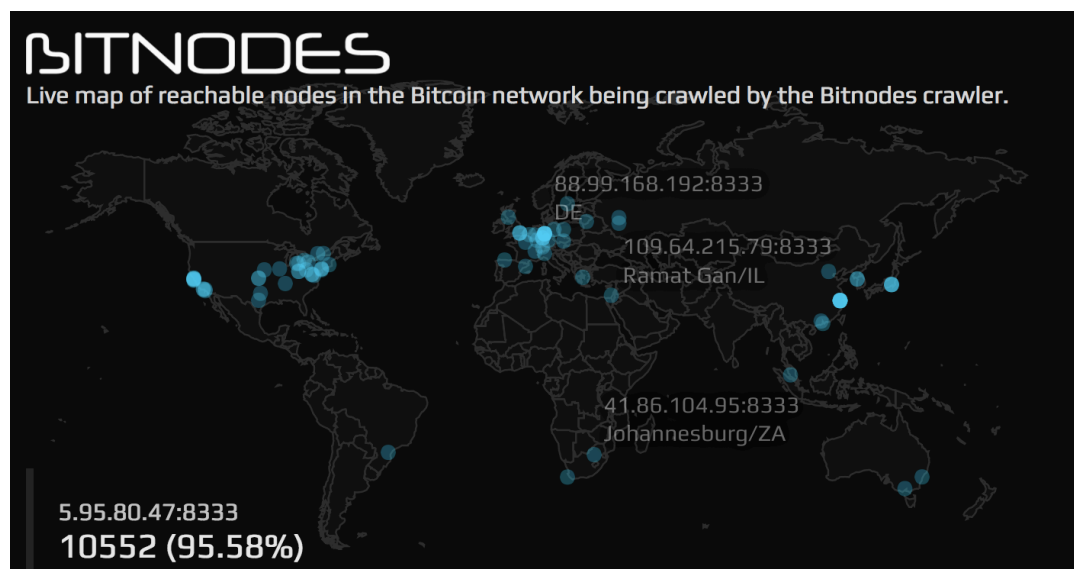 BITNODES
Live map of reachable nodes in the Bitcoin network being crawled by the Bitnodes crawler.
88.99.168.192:8333
DE
109.64.215.79:8333
Ramat Gan/IL
41.86.104.95:8333
Johannesburg/ZA
5.95.80.47:8333
10552 (95.58%)